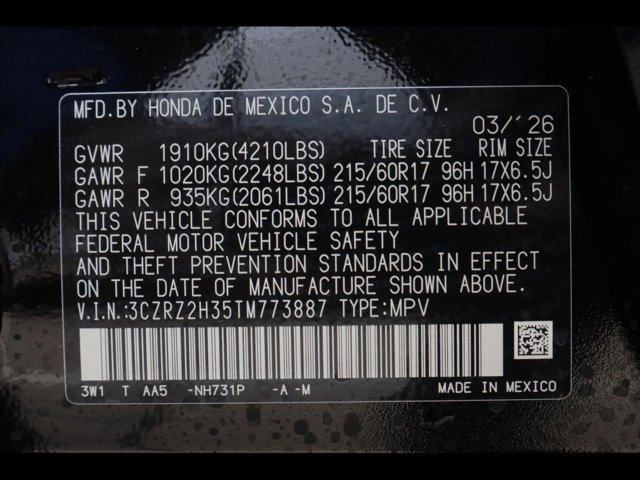 MFD.BY HONDA DE MEXICO S.A. DE C.V.
03/'26
GVWR 1910KG(4210LBS) TIRE SIZE RIM SIZE
GAWR F 1020KG(2248LBS) 215/60R17 96H 17X6.5J
GAWR R 935KG(2061LBS) 215/60R17 96H 17X6.5J
THIS VEHICLE CONFORMS TO ALL APPLICABLE
FEDERAL MOTOR VEHICLE SAFETY
AND THEFT PREVENTION STANDARDS IN EFFECT
ON THE DATE OF MANUFACTURE SHOWN ABOVE.
V.I.N.:3CZRZ2H35TM773887 TYPE:MPV
3W1 T AA5 -NH731P -A -M
MADE IN MEXICO